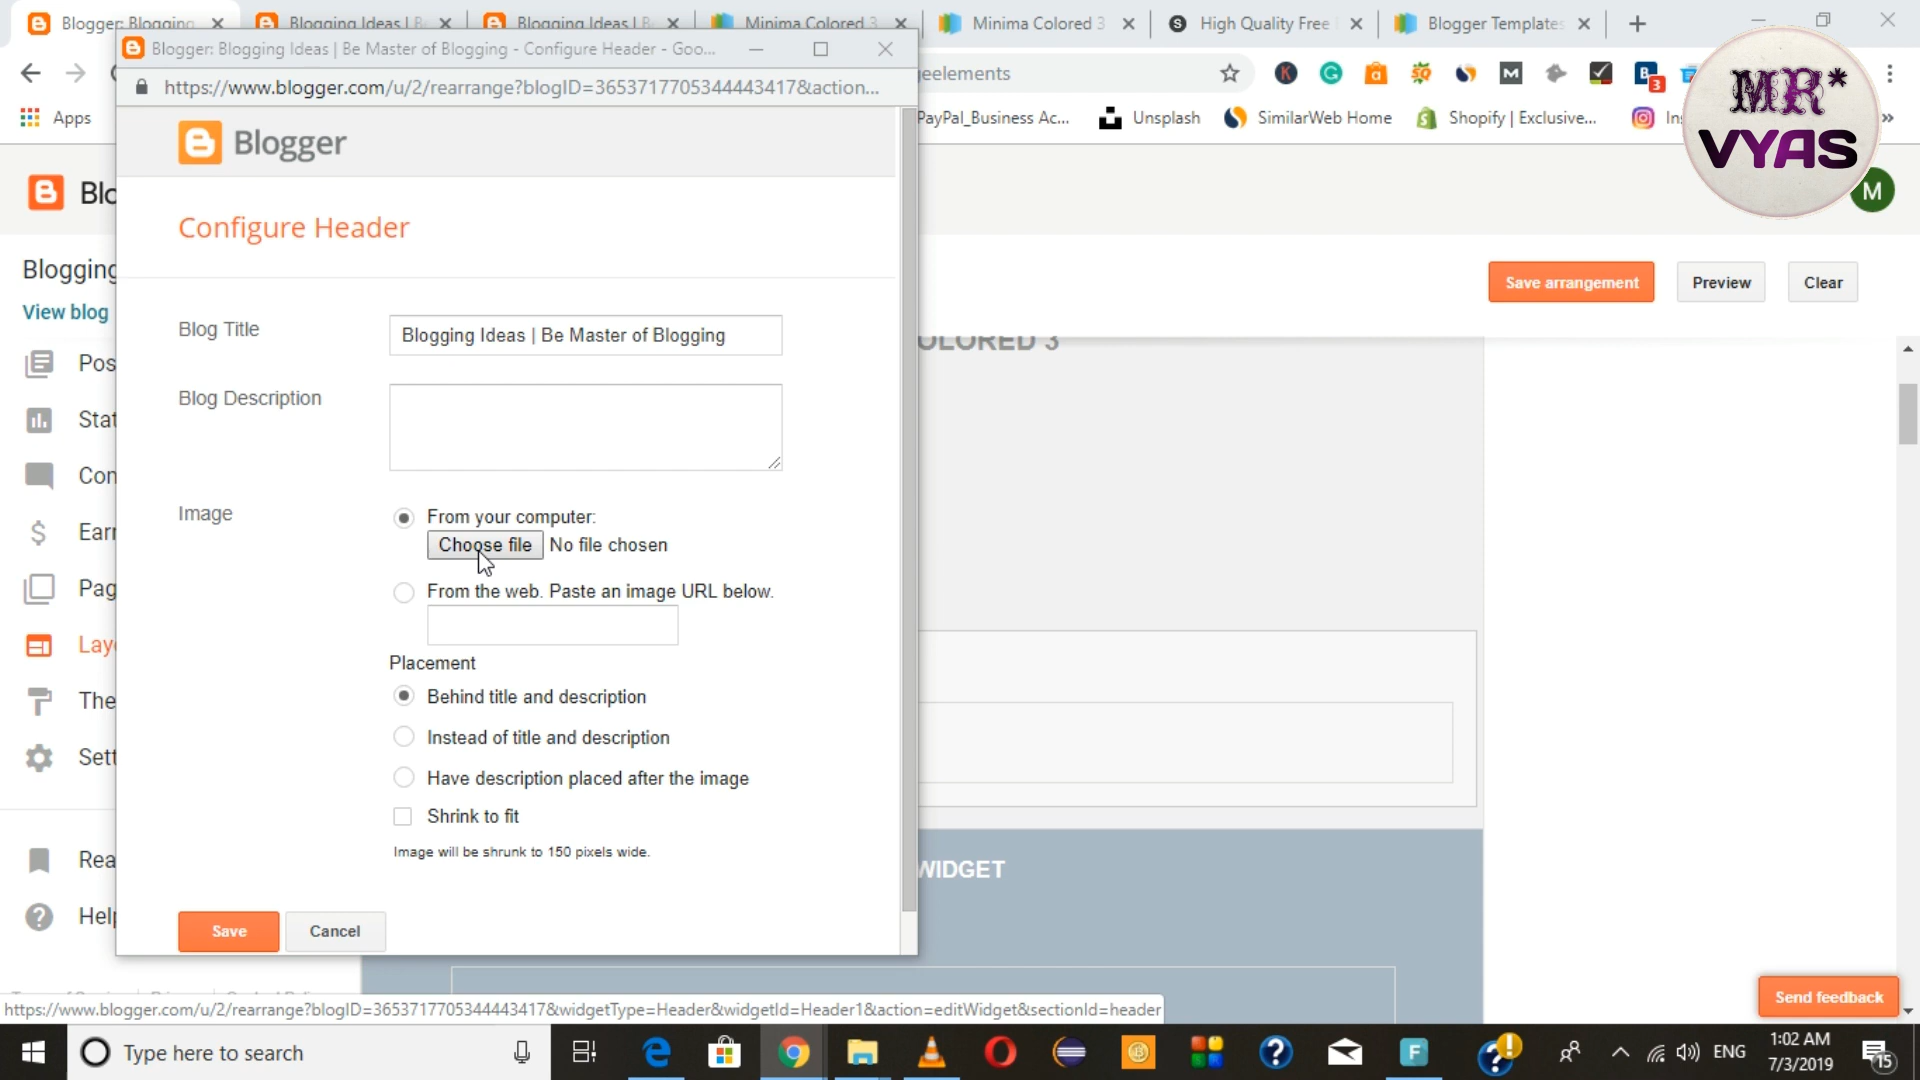 Blogger: Blogging
Blogging Ideas | Be
Blogging Ideas | Be
Minima Colored 3
Minima Colored 3
High Quality Free
Blogger Templates
Blogger: Blogging Ideas | Be Master of Blogging - Configure Header - Goo...
https://www.blogger.com/u/2/rearrange?blogID=3653717705344443417&action...
geelements
Apps
PayPal_Business Ac...
Unsplash
SimilarWeb Home
Shopify | Exclusive...
MR*
VYAS
M
3
Blogger
Configure Header
Blogging
View blog
Save arrangement
Preview
Clear
Blog Title
Blogging Ideas | Be Master of Blogging
OLORED 3
Blog Description
Image
From your computer:
Choose file
No file chosen
From the web. Paste an image URL below.
Placement
Behind title and description
Instead of title and description
Have description placed after the image
Shrink to fit
Image will be shrunk to 150 pixels wide.
WIDGET
Save
Cancel
Send feedback
https://www.blogger.com/u/2/rearrange?blogID=3653717705344443417&widgetType=Header&widgetId=Header1&action=editWidget&sectionId=header
Type here to search
ENG
1:02 AM
7/3/2019
15